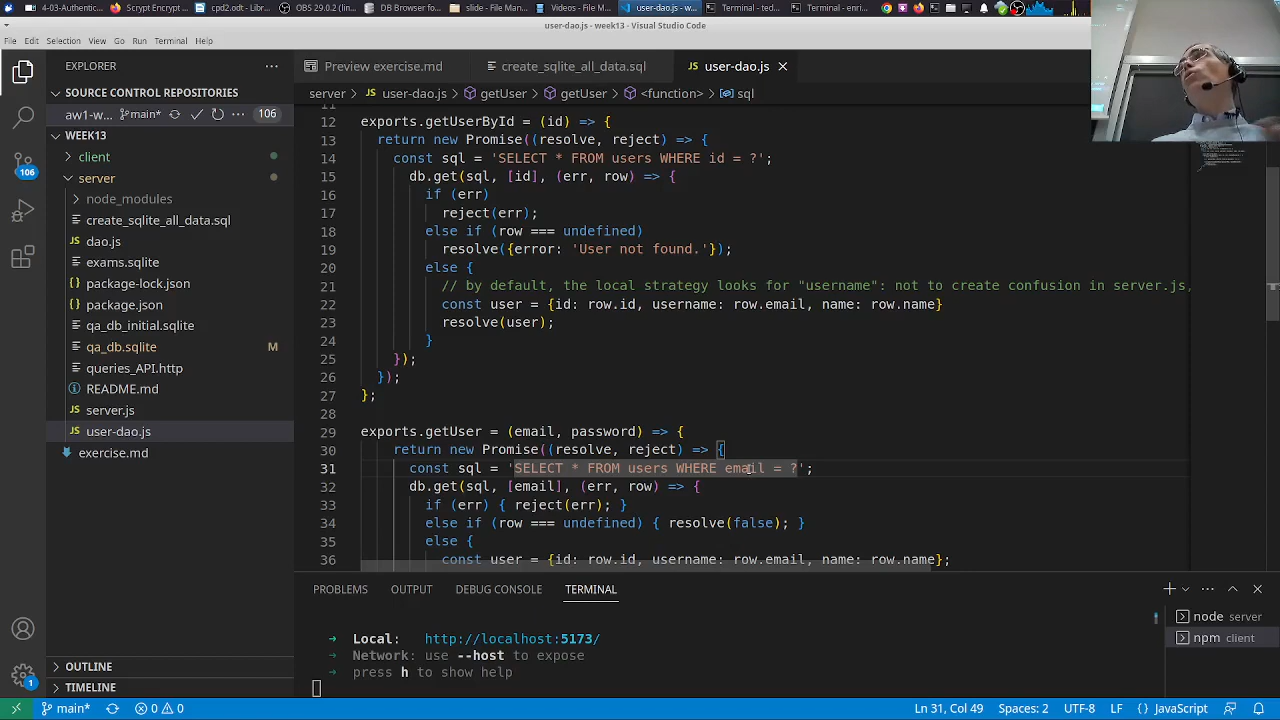 4-03-Authentic...
Scrypt Encrypt...
cpd2.odt - Lib...
OBS 29.0.2 (lin...
DB Browser fo...
slide - File Man...
Videos - File M...
user-dao.js - w...
Terminal - ted...
Terminal - enri...
user-dao.js - week13 - Visual Studio Code
File Edit Selection View Go Run Terminal Help
EXPLORER
SOURCE CONTROL REPOSITORIES
aw1-w... main* 106
WEEK13
client
server
node_modules
create_sqlite_all_data.sql
dao.js
exams.sqlite
package-lock.json
package.json
qa_db_initial.sqlite
qa_db.sqlite M
queries_API.http
README.md
server.js
user-dao.js
exercise.md
OUTLINE
TIMELINE
106
1
Preview exercise.md
create_sqlite_all_data.sql
JS user-dao.js
server > JS user-dao.js > getUser > getUser > <function> > sql
11
12 exports.getUserById = (id) => {
13 return new Promise((resolve, reject) => {
14 const sql = 'SELECT * FROM users WHERE id = ?';
15 db.get(sql, [id], (err, row) => {
16 if (err)
17 reject(err);
18 else if (row === undefined)
19 resolve({error: 'User not found.'});
20 else {
21 // by default, the local strategy looks for "username": not to create confusion in server.js,
22 const user = {id: row.id, username: row.email, name: row.name}
23 resolve(user);
24 }
25 });
26 });
27 };
28
29 exports.getUser = (email, password) => {
30 return new Promise((resolve, reject) => {
31 const sql = 'SELECT * FROM users WHERE email = ?';
32 db.get(sql, [email], (err, row) => {
33 if (err) { reject(err); }
34 else if (row === undefined) { resolve(false); }
35 else {
36 const user = {id: row.id, username: row.email, name: row.name};
PROBLEMS OUTPUT DEBUG CONSOLE TERMINAL
➜ Local: http://localhost:5173/
➜ Network: use --host to expose
➜ press h to show help
node server
npm client
main* 0 0
Ln 31, Col 49 Spaces: 2 UTF-8 LF {} JavaScript